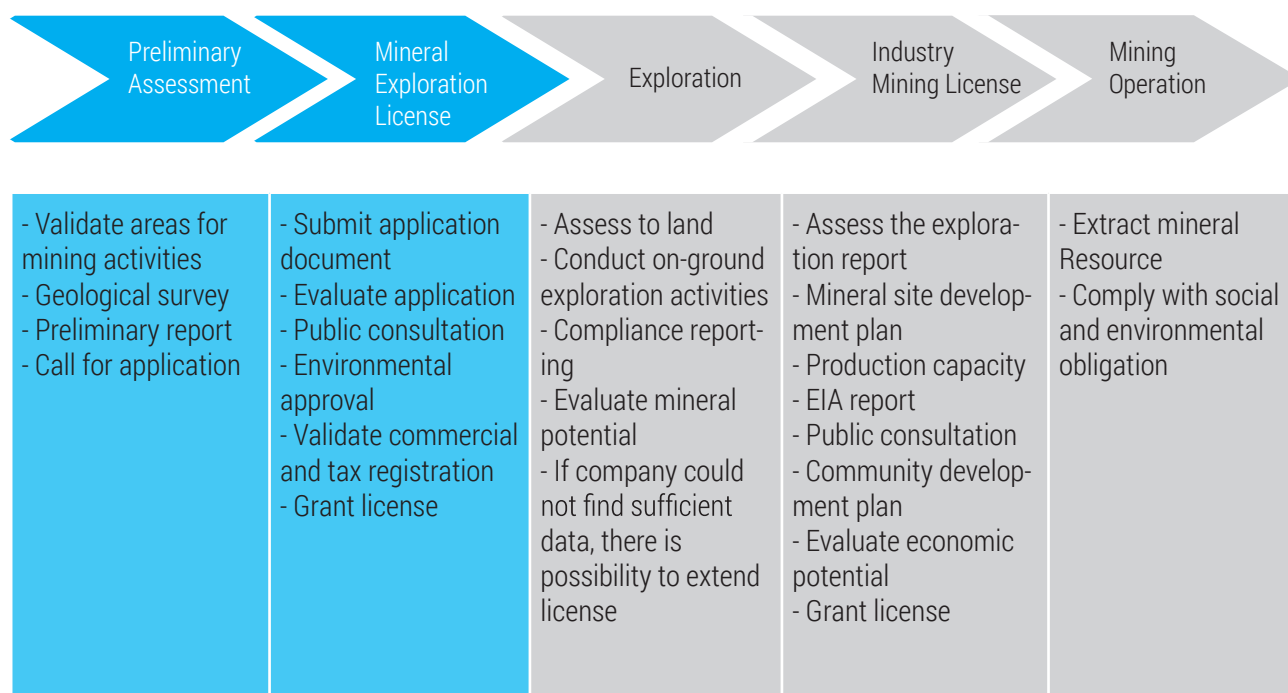 Preliminary
Assessment
Mineral
Exploration
License
Exploration
Industry
Mining License
Mining
Operation
- Validate areas for
mining activities
- Geological survey
- Preliminary report
- Call for application
- Submit application
document
- Evaluate application
- Public consultation
- Environmental
approval
- Validate commercial
and tax registration
- Grant license
- Assess to land
- Conduct on-ground
exploration activities
- Compliance report-
ing
- Evaluate mineral
potential
- If company could
not find sufficient
data, there is
possibility to extend
license
- Assess the explora-
tion report
- Mineral site develop-
ment plan
- Production capacity
- EIA report
- Public consultation
- Community develop-
ment plan
- Evaluate economic
potential
- Grant license
- Extract mineral
Resource
- Comply with social
and environmental
obligation